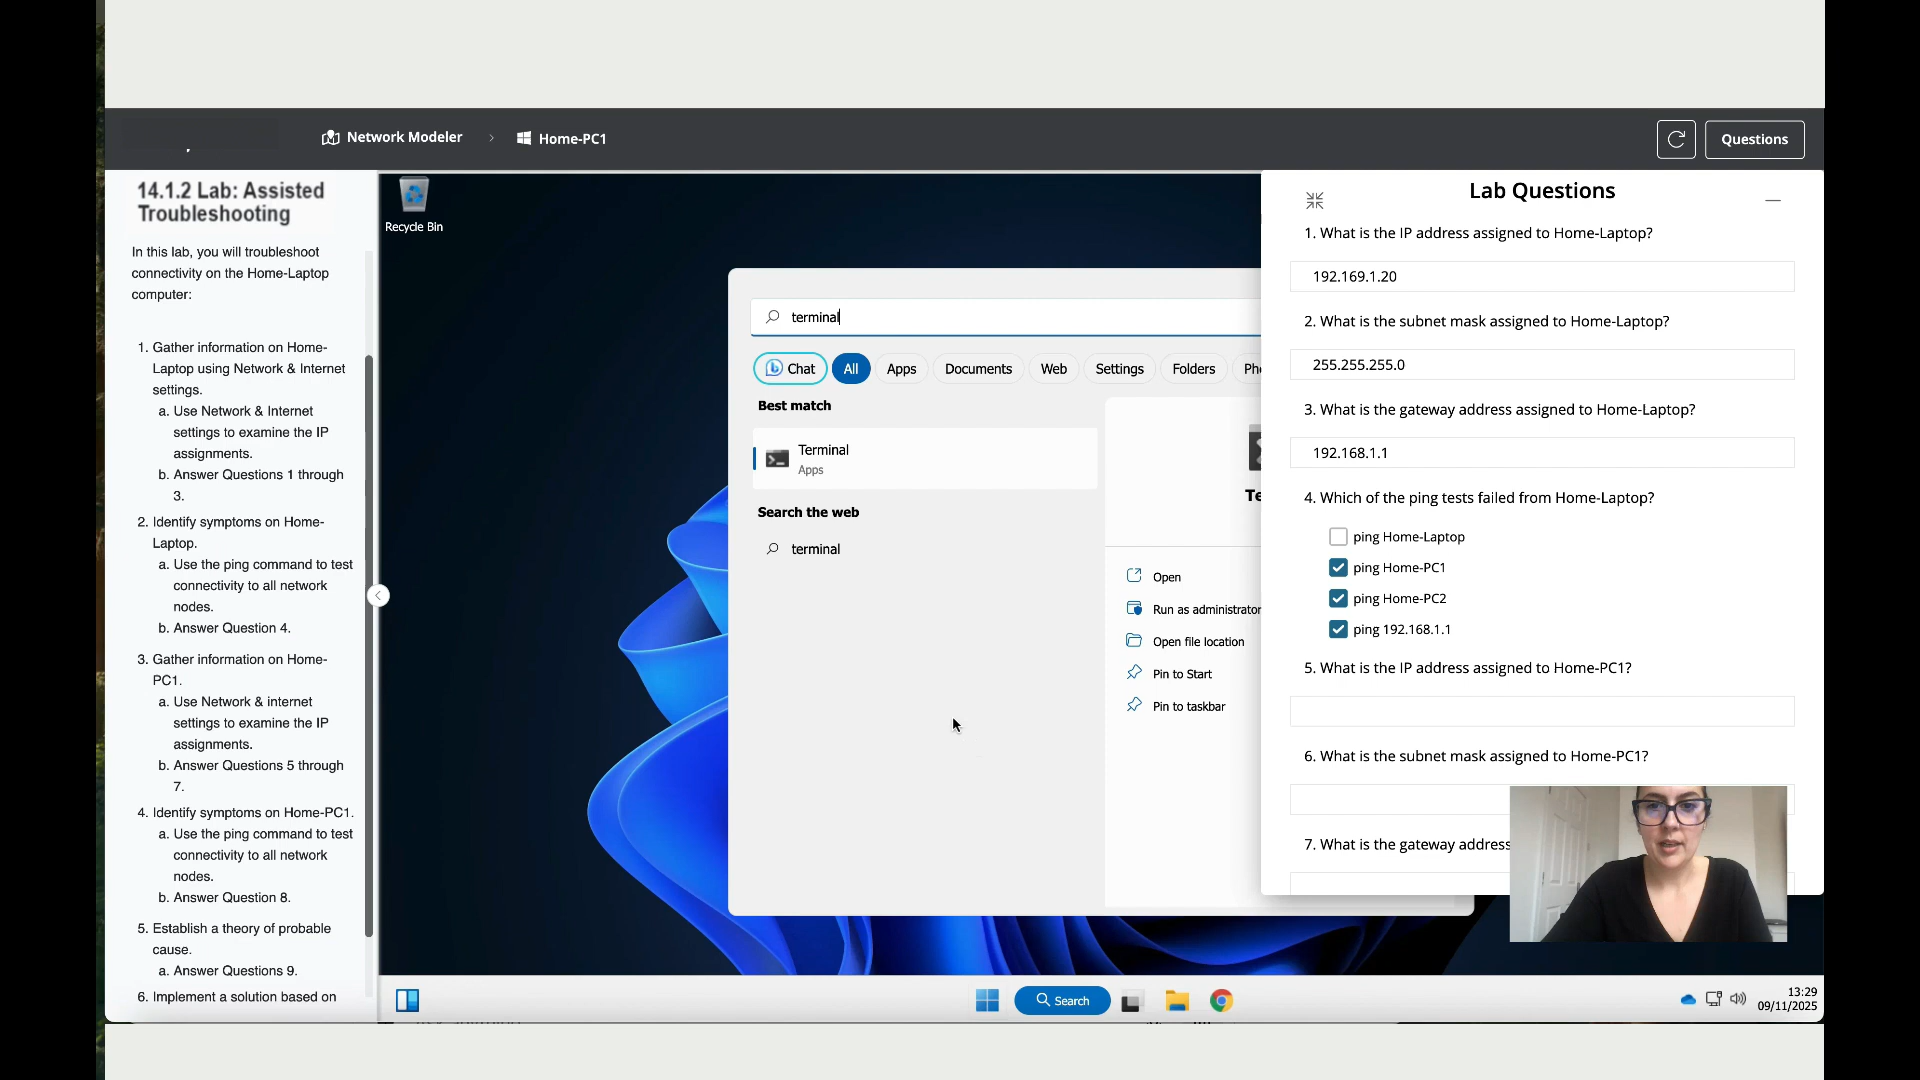 Network Modeler
Home-PC1
Questions
14.1.2 Lab: Assisted
Troubleshooting
In this lab, you will troubleshoot
connectivity on the Home-Laptop
computer:
1. Gather information on Home-
Laptop using Network & Internet
settings.
a. Use Network & Internet
settings to examine the IP
assignments.
b. Answer Questions 1 through
3.
2. Identify symptoms on Home-
Laptop.
a. Use the ping command to test
connectivity to all network
nodes.
b. Answer Question 4.
3. Gather information on Home-
PC1.
a. Use Network & internet
settings to examine the IP
assignments.
b. Answer Questions 5 through
7.
4. Identify symptoms on Home-PC1.
a. Use the ping command to test
connectivity to all network
nodes.
b. Answer Question 8.
5. Establish a theory of probable
cause.
a. Answer Questions 9.
6. Implement a solution based on
Recycle Bin
terminal
Chat
All
Apps
Documents
Web
Settings
Folders
Ph
Best match
Terminal
Apps
Search the web
terminal
Te
Open
Run as administrator
Open file location
Pin to Start
Pin to taskbar
Lab Questions
1. What is the IP address assigned to Home-Laptop?
192.169.1.20
2. What is the subnet mask assigned to Home-Laptop?
255.255.255.0
3. What is the gateway address assigned to Home-Laptop?
192.168.1.1
4. Which of the ping tests failed from Home-Laptop?
ping Home-Laptop
ping Home-PC1
ping Home-PC2
ping 192.168.1.1
5. What is the IP address assigned to Home-PC1?
6. What is the subnet mask assigned to Home-PC1?
7. What is the gateway address
Search
13:29
09/11/2025